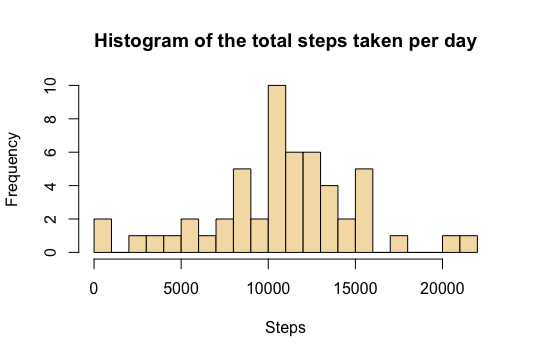 Histogram of the total steps taken per day
Frequency
10
8
6
4
2
0
0 5000 10000 15000 20000
Steps